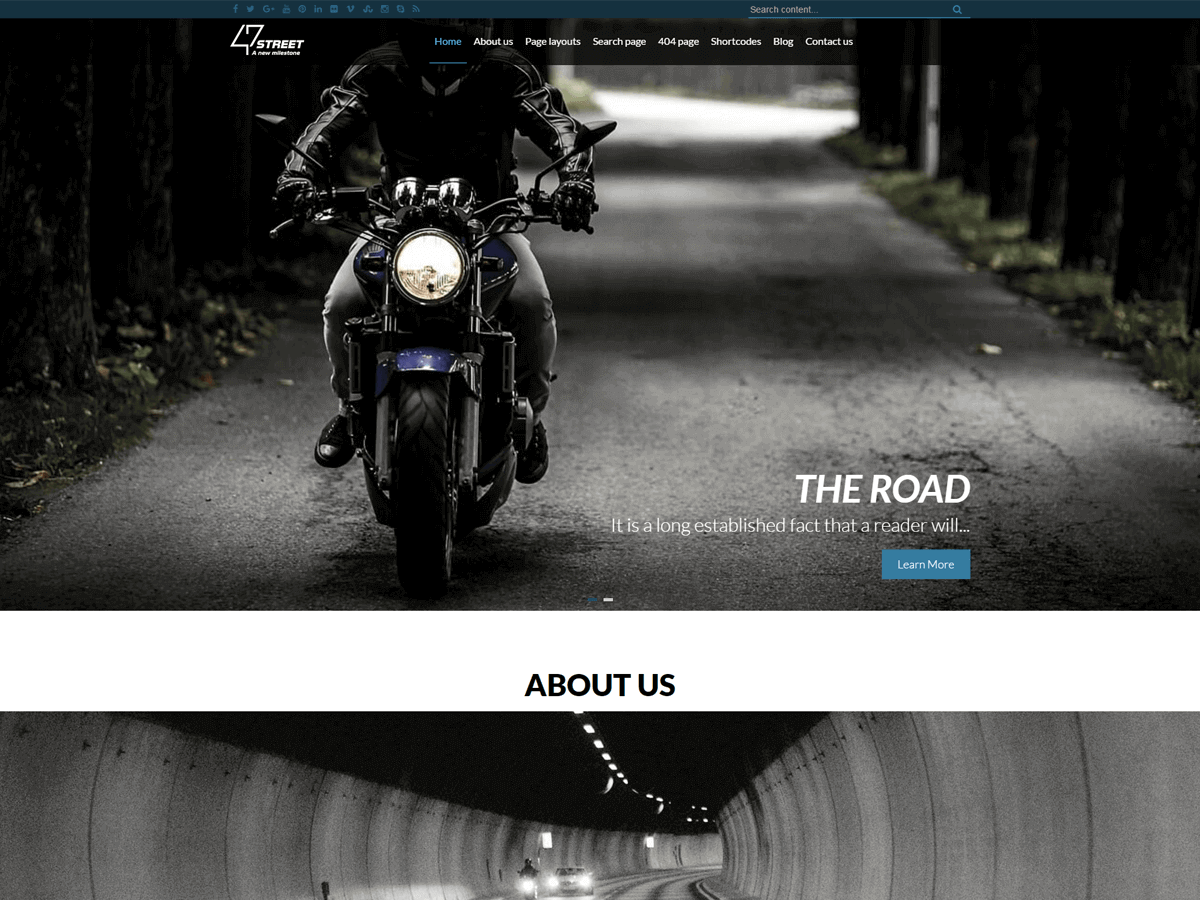 Search content...
47 STREET
A new milestone
Home About us Page layouts Search page 404 page Shortcodes Blog Contact us
THE ROAD
It is a long established fact that a reader will...
Learn More
ABOUT US